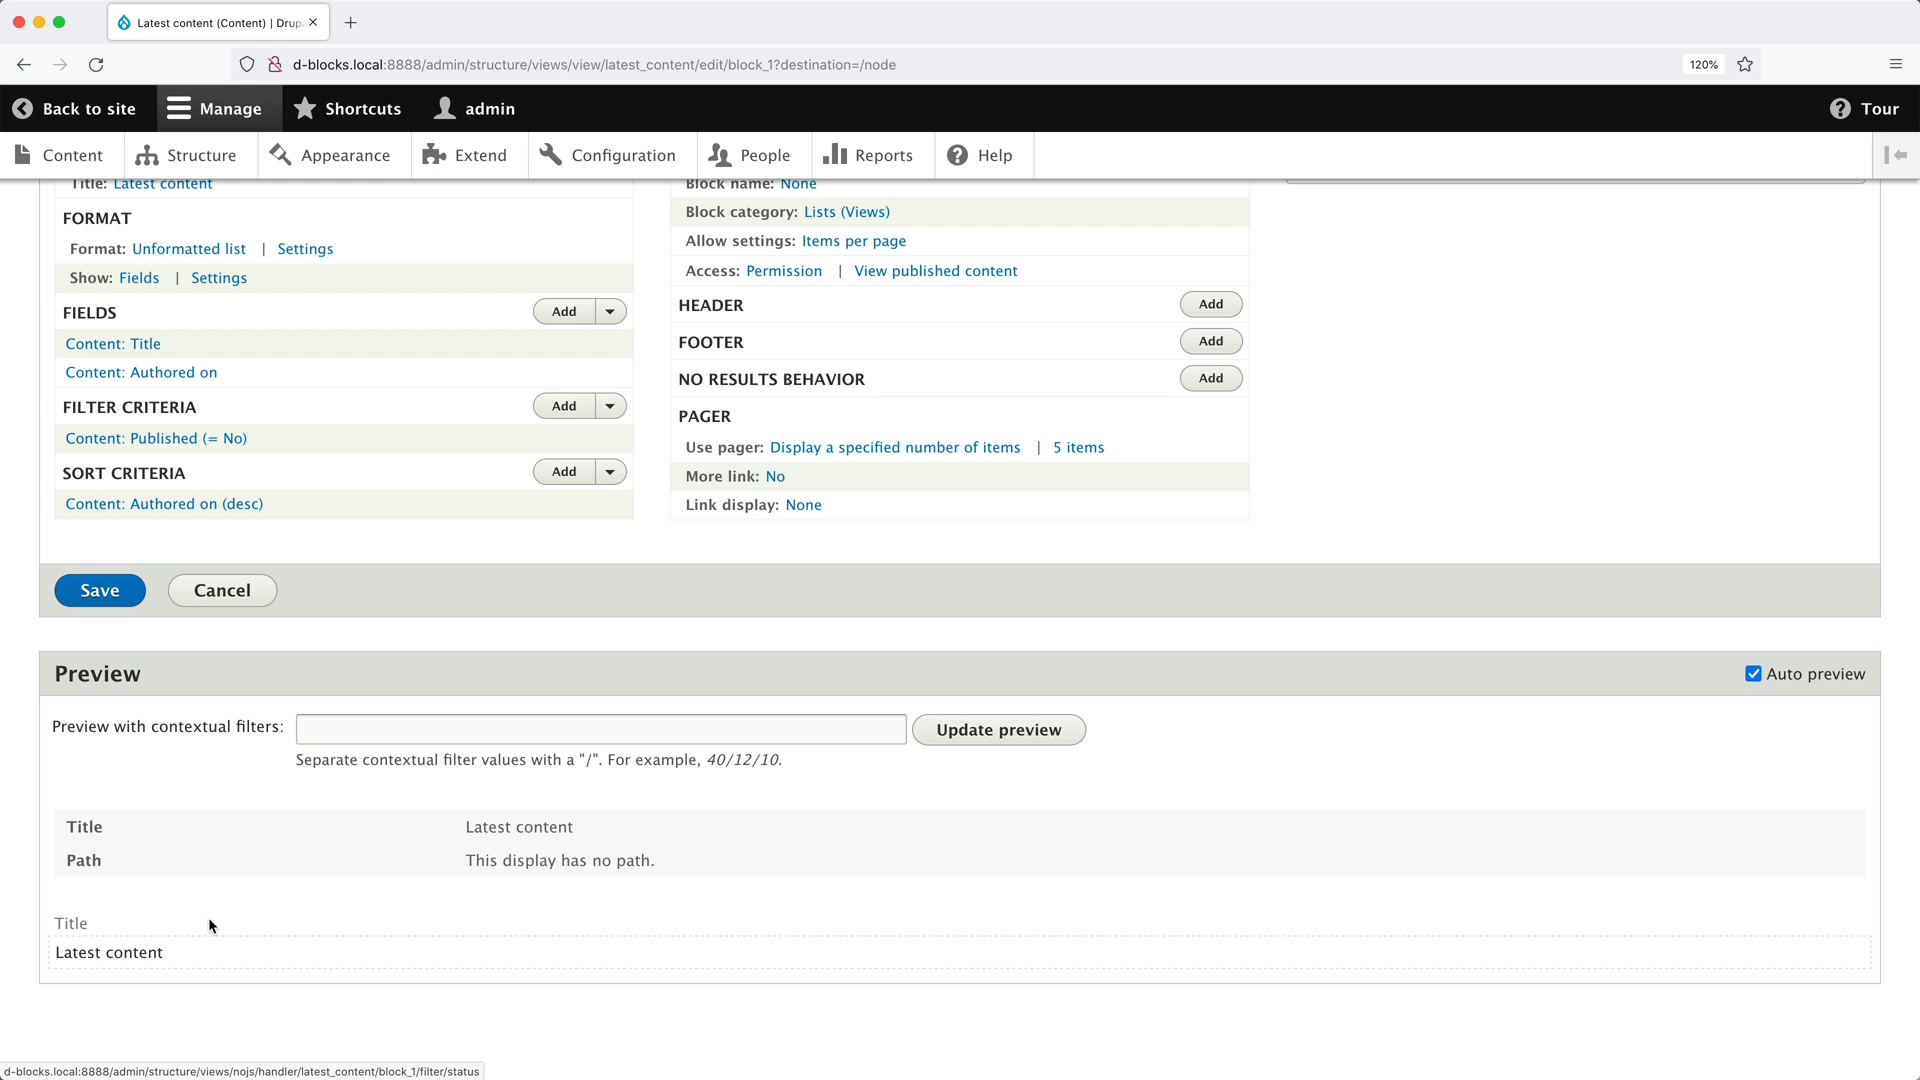 Latest content (Content) | Drupa
d-blocks.local:8888/admin/structure/views/view/latest_content/edit/block_1?destination=/node
120%
Back to site
Manage
Shortcuts
admin
Tour
Content
Structure
Appearance
Extend
Configuration
People
Reports
Help
Title: Latest content
FORMAT
Format: Unformatted list | Settings
Show: Fields | Settings
FIELDS
Add
Content: Title
Content: Authored on
FILTER CRITERIA
Add
Content: Published (= No)
SORT CRITERIA
Add
Content: Authored on (desc)
Block name: None
Block category: Lists (Views)
Allow settings: Items per page
Access: Permission | View published content
HEADER
Add
FOOTER
Add
NO RESULTS BEHAVIOR
Add
PAGER
Use pager: Display a specified number of items | 5 items
More link: No
Link display: None
Save
Cancel
Preview
Auto preview
Preview with contextual filters:
Update preview
Separate contextual filter values with a "/". For example, 40/12/10.
Title Latest content
Path This display has no path.
Title
Latest content
d-blocks.local:8888/admin/structure/views/nojs/handler/latest_content/block_1/filter/status